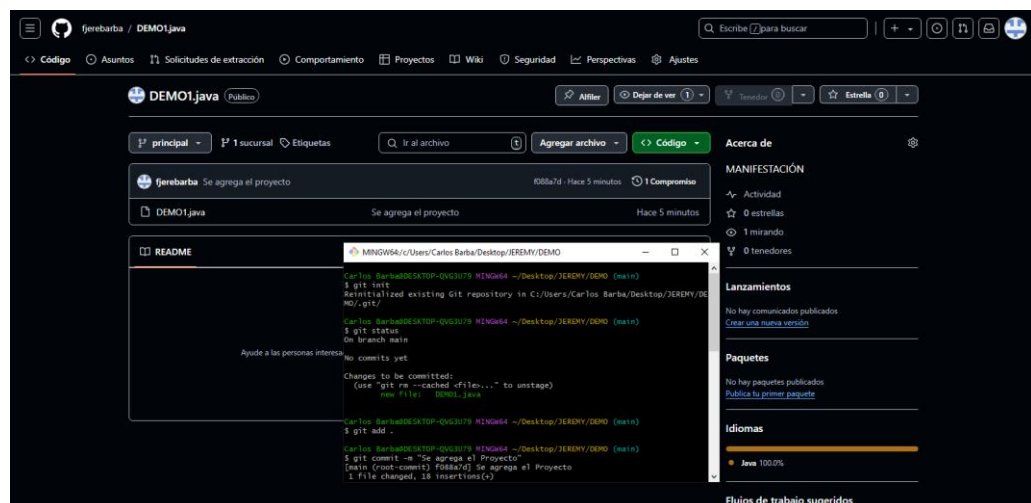 fjerebarba / DEMO1.java
Escribe / para buscar
Código Asuntos Solicitudes de extracción Comportamiento Proyectos Wiki Seguridad Perspectivas Ajustes
DEMO1.java Público
Alfiler Dejar de ver 1 Tenedor 0 Estrella 0
principal 1 sucursal Etiquetas Ir al archivo t Agregar archivo Código
fjerebarba Se agrega el proyecto f088a7d · Hace 5 minutos 1 Compromiso
DEMO1.java Se agrega el proyecto Hace 5 minutos
README
Ayude a las personas interesa
MINGW64:/c/Users/Carlos Barba/Desktop/JEREMY/DEMO
Carlos Barba@DESKTOP-QVG3U79 MINGW64 ~/Desktop/JEREMY/DEMO (main)
$ git init
Reinitialized existing Git repository in C:/Users/Carlos Barba/Desktop/JEREMY/DE
MO/.git/
Carlos Barba@DESKTOP-QVG3U79 MINGW64 ~/Desktop/JEREMY/DEMO (main)
$ git status
On branch main
No commits yet
Changes to be committed:
(use "git rm --cached <file>..." to unstage)
new file: DEMO1.java
Carlos Barba@DESKTOP-QVG3U79 MINGW64 ~/Desktop/JEREMY/DEMO (main)
$ git add .
Carlos Barba@DESKTOP-QVG3U79 MINGW64 ~/Desktop/JEREMY/DEMO (main)
$ git commit -m "Se agrega el Proyecto"
[main (root-commit) f088a7d] Se agrega el Proyecto
1 file changed, 18 insertions(+)
Acerca de
MANIFESTACIÓN
Actividad
0 estrellas
1 mirando
0 tenedores
Lanzamientos
No hay comunicados publicados
Crear una nueva versión
Paquetes
No hay paquetes publicados
Publica tu primer paquete
Idiomas
Java 100.0%
Flujos de trabajo sugeridos